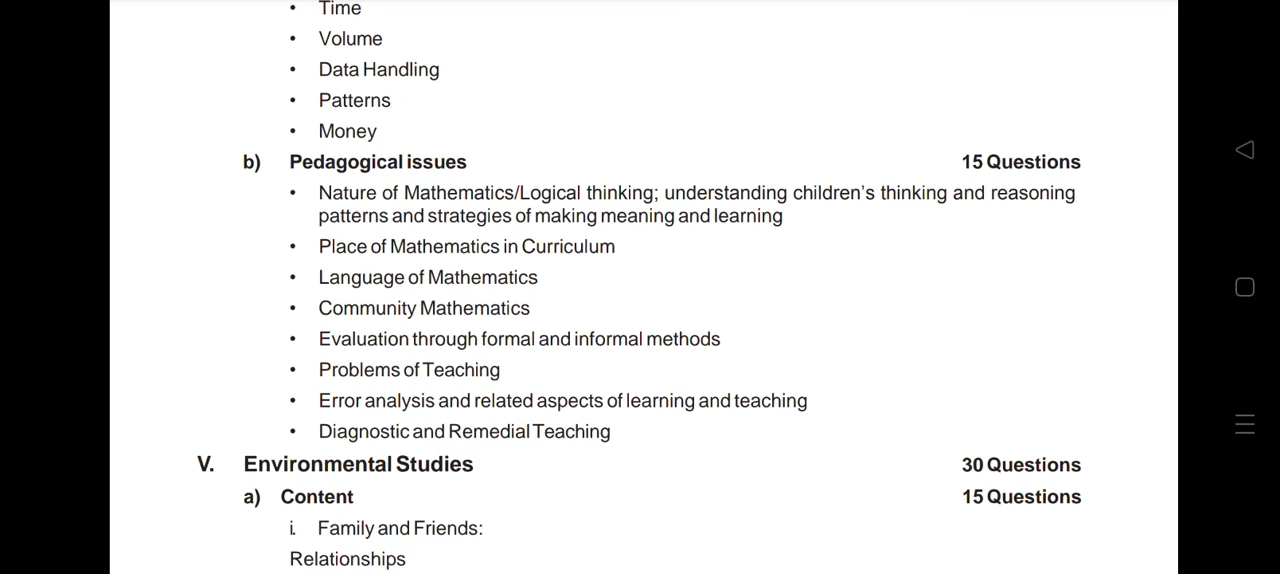 • Time
• Volume
• Data Handling
• Patterns
• Money
b) Pedagogical issues 15 Questions
• Nature of Mathematics/Logical thinking; understanding children's thinking and reasoning
patterns and strategies of making meaning and learning
• Place of Mathematics in Curriculum
• Language of Mathematics
• Community Mathematics
• Evaluation through formal and informal methods
• Problems of Teaching
• Error analysis and related aspects of learning and teaching
• Diagnostic and Remedial Teaching
V. Environmental Studies 30 Questions
a) Content 15 Questions
i. Family and Friends:
Relationships